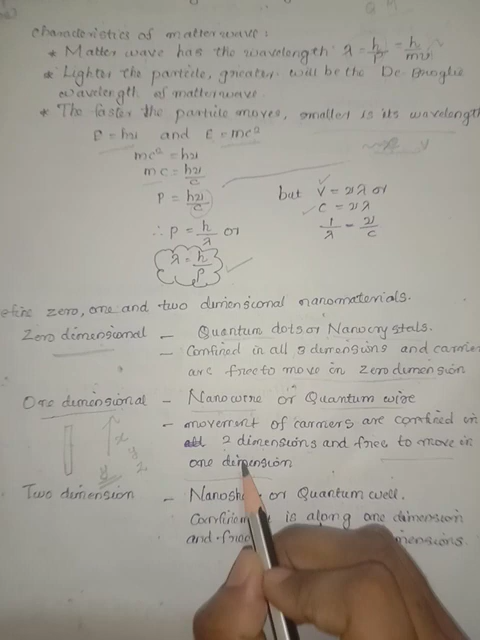 Characteristics of matter wave:
* Matter wave has the wavelength λ = h/P = h/mv
* Lighter the particle, greater will be the De-Broglie
wavelength of matterwave.
* The faster the particle moves, smaller is its wavelength
E = hν and E = mc²
mc² = hν
mc = hν/c
P = hν/c
but V = νλ or
C = νλ
1/λ = ν/c
∴ P = h/λ or
λ = h/P
efine zero, one and two dimensional nanomaterials.
Zero dimensional - Quantum dots or Nanocrystals.
- Confined in all 3 dimensions and carrier
are free to move in zero dimension
One dimensional - Nanowire or Quantum wire
- movement of carriers are confined in
2 dimensions and free to move in
one dimension
x
y
z
Two dimension - or Quantum well.
is along one dimension